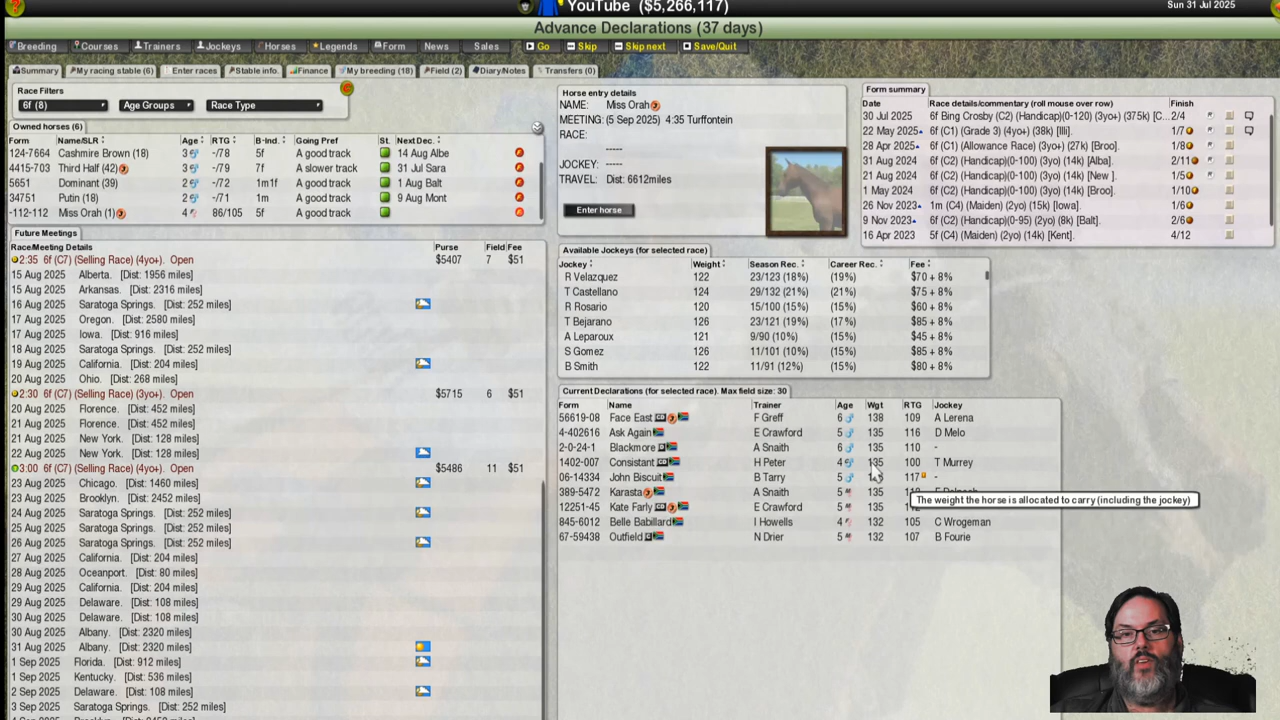 YouTube ($5,266,117)
Sun 31 Jul 2025
Advance Declarations (37 days)
Breeding Courses Trainers Jockeys Horses Legends Form News Sales Go Skip Skip next Save/Quit
Summary My racing stable (6) Enter races Stable info. Finance My breeding (18) Field (2) Diary/Notes Transfers (0)
Race Filters
6f (8) Age Groups Race Type
Owned horses (6)
Form Name/SLR Age RTG B-Ind. Going Pref St. Next Dec.
124-7664 Cashmere Brown (18) 3 -/78 5f A good track 14 Aug Albe
4415-703 Third Half (42) 3 -/79 7f A slower track 31 Jul Sara
5651 Dominant (39) 2 -/72 1m1f A good track 1 Aug Balt
34751 Putin (18) 2 -/71 1m A good track 9 Aug Mont
-112-112 Miss Orah (1) 4 86/105 5f A good track
Future Meetings
Race/Meeting Details Purse Field Fee
2:35 6f (C7) (Selling Race) (4yo+). Open $5407 7 $51
15 Aug 2025 Alberta. [Dist: 1956 miles]
15 Aug 2025 Arkansas. [Dist: 2316 miles]
16 Aug 2025 Saratoga Springs. [Dist: 252 miles]
17 Aug 2025 Oregon. [Dist: 2580 miles]
17 Aug 2025 Iowa. [Dist: 916 miles]
18 Aug 2025 Saratoga Springs. [Dist: 252 miles]
19 Aug 2025 California. [Dist: 204 miles]
20 Aug 2025 Ohio. [Dist: 268 miles]
2:30 6f (C7) (Selling Race) (3yo+). Open $5715 6 $51
20 Aug 2025 Florence. [Dist: 452 miles]
21 Aug 2025 Florence. [Dist: 452 miles]
21 Aug 2025 New York. [Dist: 128 miles]
22 Aug 2025 New York. [Dist: 128 miles]
3:00 6f (C7) (Selling Race) (4yo+). Open $5486 11 $51
23 Aug 2025 Chicago. [Dist: 1460 miles]
23 Aug 2025 Brooklyn. [Dist: 2452 miles]
24 Aug 2025 Saratoga Springs. [Dist: 252 miles]
25 Aug 2025 Saratoga Springs. [Dist: 252 miles]
26 Aug 2025 Saratoga Springs. [Dist: 252 miles]
27 Aug 2025 California. [Dist: 204 miles]
28 Aug 2025 Oceanport. [Dist: 80 miles]
29 Aug 2025 California. [Dist: 204 miles]
29 Aug 2025 Delaware. [Dist: 108 miles]
30 Aug 2025 Delaware. [Dist: 108 miles]
30 Aug 2025 Albany. [Dist: 2320 miles]
31 Aug 2025 Albany. [Dist: 2320 miles]
1 Sep 2025 Florida. [Dist: 912 miles]
1 Sep 2025 Kentucky. [Dist: 536 miles]
2 Sep 2025 Delaware. [Dist: 108 miles]
3 Sep 2025 Saratoga Springs. [Dist: 252 miles]
Horse entry details
NAME: Miss Orah
MEETING: (5 Sep 2025) 4:35 Turffontein
RACE:
-----
JOCKEY: -----
TRAVEL: Dist: 6612miles
Enter horse
Form summary
Date Race details/commentary (roll mouse over row) Finish
30 Jul 2025 6f Bing Crosby (C2) (Handicap)(0-120) (3yo+) (375k) [C... 2/4
22 May 2025 6f (C1) (Grade 3) (4yo+) (38k) [Illi]. 1/7
28 Apr 2025 6f (C1) (Allowance Race) (3yo+) (27k) [Broo]. 1/8
31 Aug 2024 6f (C2) (Handicap)(0-100) (3yo) (14k) [Alba]. 2/11
21 Aug 2024 6f (C2) (Handicap)(0-100) (3yo) (14k) [New ]. 1/5
1 May 2024 6f (C2) (Handicap)(0-100) (3yo) (14k) [Broo]. 1/10
26 Nov 2023 1m (C4) (Maiden) (2yo) (15k) [Iowa]. 1/6
9 Nov 2023 6f (C2) (Handicap)(0-95) (2yo) (8k) [Balt]. 2/6
16 Apr 2023 5f (C4) (Maiden) (2yo) (14k) [Kent]. 4/12
Available Jockeys (for selected race)
Jockey Weight Season Rec. Career Rec. Fee
R Velazquez 122 23/123 (18%) (19%) $70 + 8%
T Castellano 124 29/132 (21%) (21%) $75 + 8%
R Rosario 120 15/100 (15%) (15%) $60 + 8%
T Bejarano 126 23/121 (19%) (17%) $85 + 8%
A Leparoux 121 9/90 (10%) (15%) $45 + 8%
S Gomez 126 11/101 (10%) (15%) $85 + 8%
B Smith 122 11/91 (12%) (15%) $80 + 8%
Current Declarations (for selected race). Max field size: 30
Form Name Trainer Age Wgt RTG Jockey
56619-08 Face East F Greff 6 138 109 A Lerena
4-402616 Ask Again E Crawford 5 135 116 D Melo
2-0-24-1 Blackmore A Snaith 6 135 110 -
1402-007 Consistant H Peter 4 135 100 T Murrey
06-14334 John Biscuit B Tarry 5 117 -
389-5472 Karasta A Snaith 5 135
12251-45 Kate Farly E Crawford 5 135
845-6012 Belle Babillard I Howells 4 132 105 C Wrogeman
67-59438 Outfield N Drier 5 132 107 B Fourie
The weight the horse is allocated to carry (including the jockey)